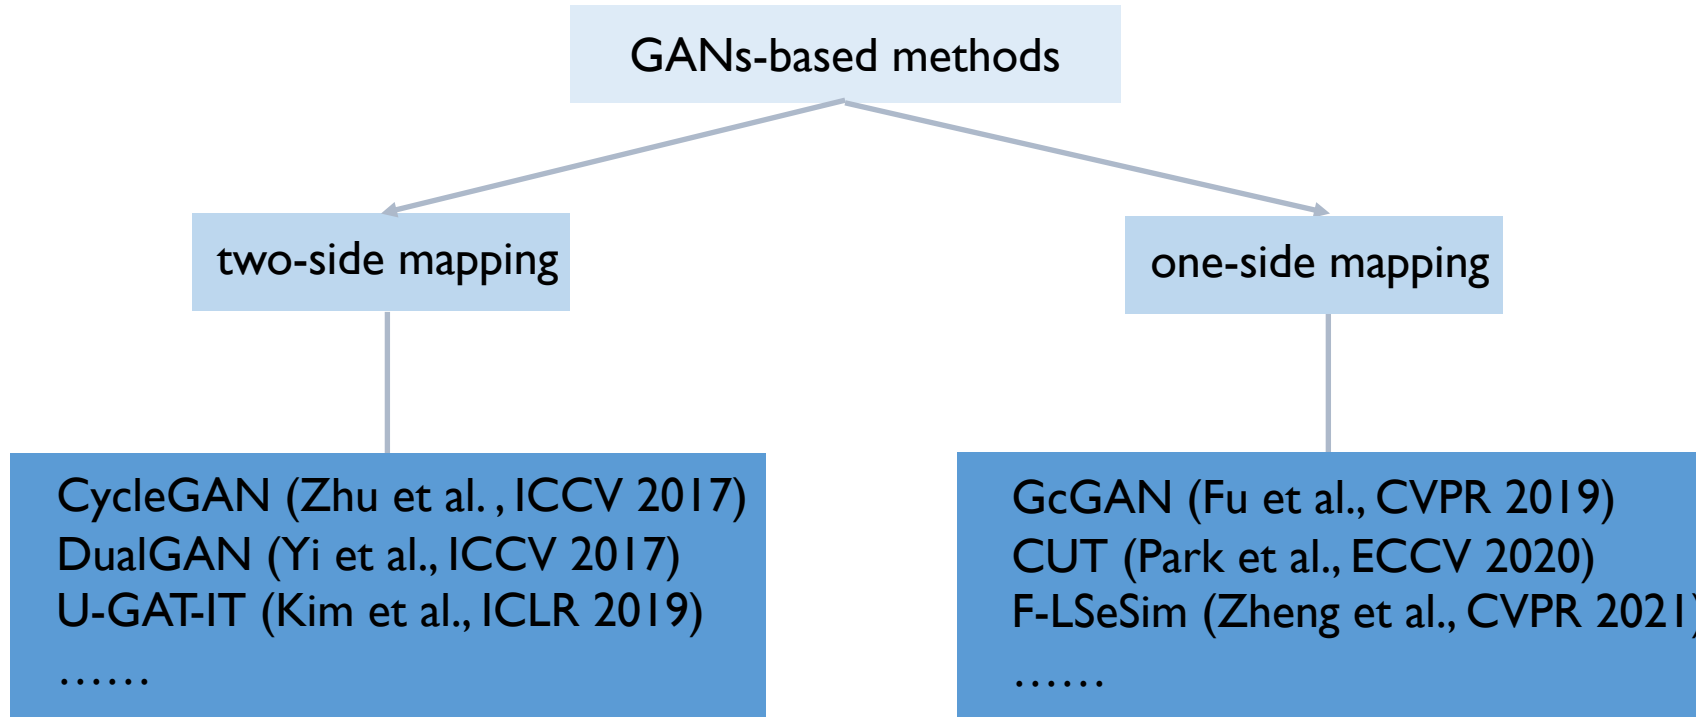 GANs-based methods
two-side mapping
one-side mapping
CycleGAN (Zhu et al. , ICCV 2017)
DualGAN (Yi et al., ICCV 2017)
U-GAT-IT (Kim et al., ICLR 2019)
……
GcGAN (Fu et al., CVPR 2019)
CUT (Park et al., ECCV 2020)
F-LSeSim (Zheng et al., CVPR 2021)
……